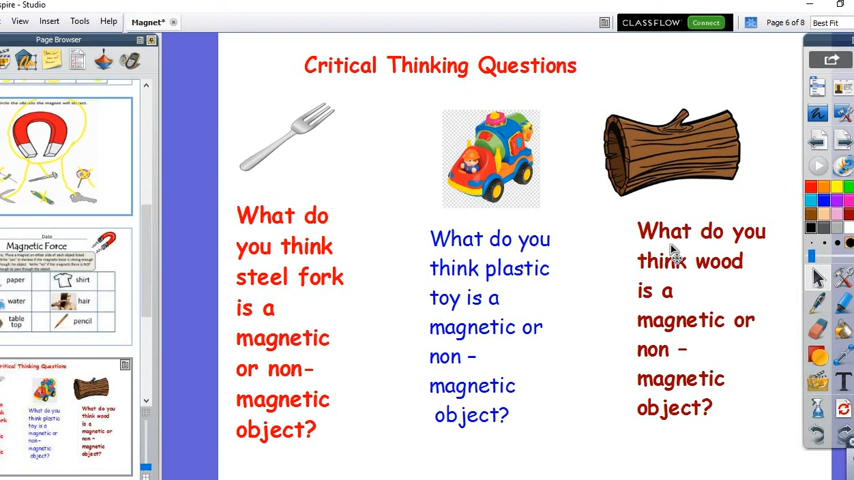 spire - Studio
View
Insert
Tools
Help
Magnet*
CLASSFLOW
Connect
Page 6 of 8
Best Fit
Page Browser
Magnetic Force
paper
shirt
water
hair
table
top
pencil
Critical Thinking Questions
What do
you think
steel fork
is a
magnetic
or non-
magnetic
object?
What do you
think plastic
toy is a
magnetic or
non -
magnetic
object?
What do you
think wood
is a
magnetic or
non -
magnetic
object?
ritical Thinking Questions
What do you
think plastic
toy is a
magnetic or
non-
magnetic
object?
What do you
think wood
is a
magnetic or
non -
magnetic
object?